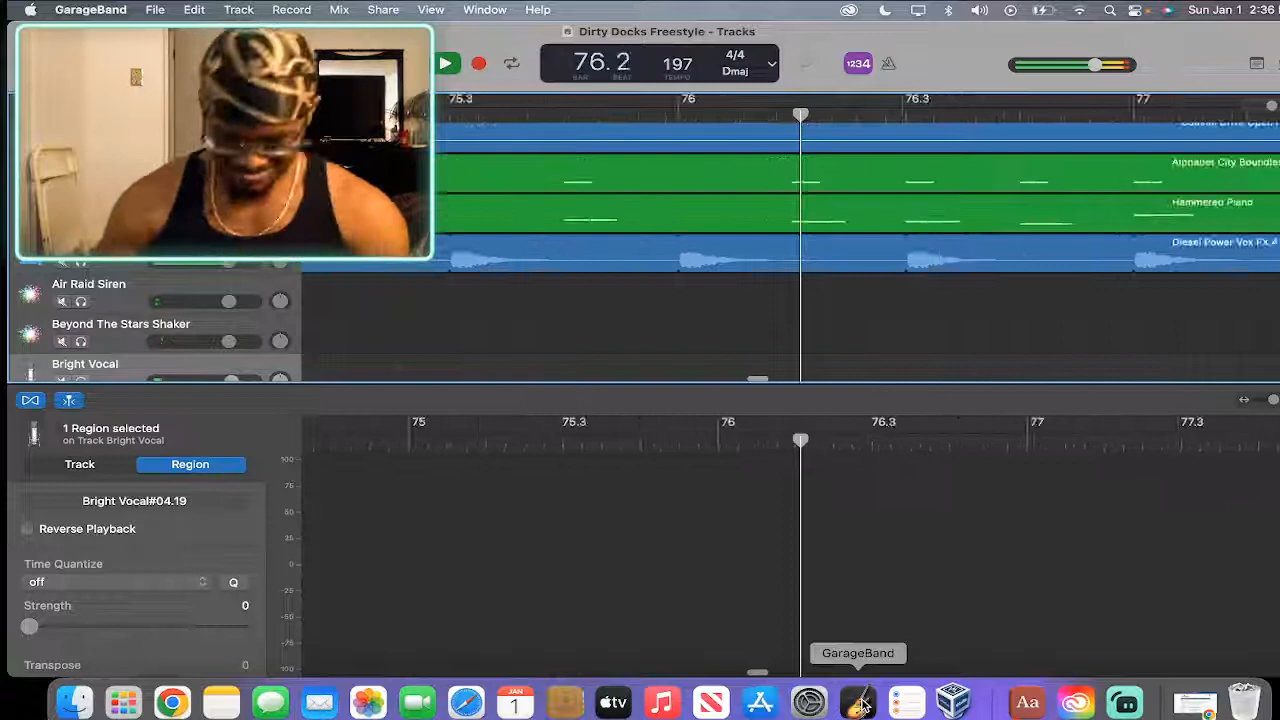 GarageBand File Edit Track Record Mix Share View Window Help Sun Jan 1 2:36
Dirty Docks Freestyle - Tracks
76.2 197 4/4 Dmaj
BAR BEAT TEMPO
1234
75.3 76 76.3 77
Alphabet City
Hammered Piano
Diesel Power Vox FX.
Air Raid Siren
Beyond The Stars Shaker
Bright Vocal
75 75.3 76 76.3 77 77.3
1 Region selected
on Track Bright Vocal
Track Region
Bright Vocal#04.19
Reverse Playback
Time Quantize
off Q
Strength 0
Transpose 0
100
75
50
25
0
-25
-50
-75
-100
GarageBand
JAN
1
tv
Aa